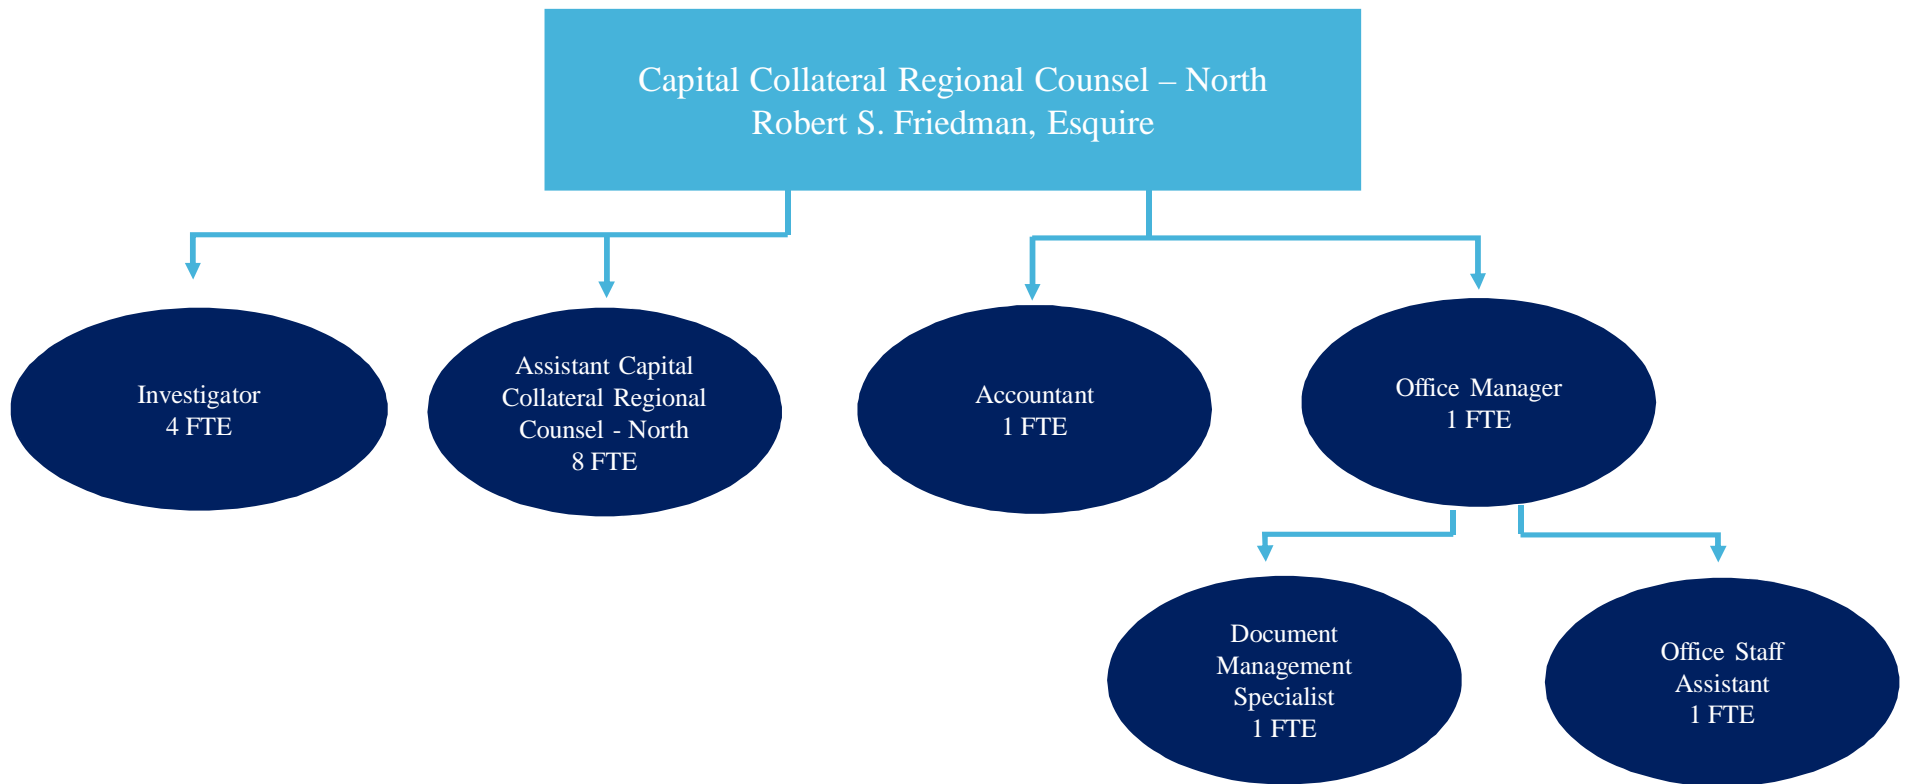 Capital Collateral Regional Counsel – North
Robert S. Friedman, Esquire
Investigator
4 FTE
Assistant Capital
Collateral Regional
Counsel - North
8 FTE
Accountant
1 FTE
Office Manager
1 FTE
Document
Management
Specialist
1 FTE
Office Staff
Assistant
1 FTE